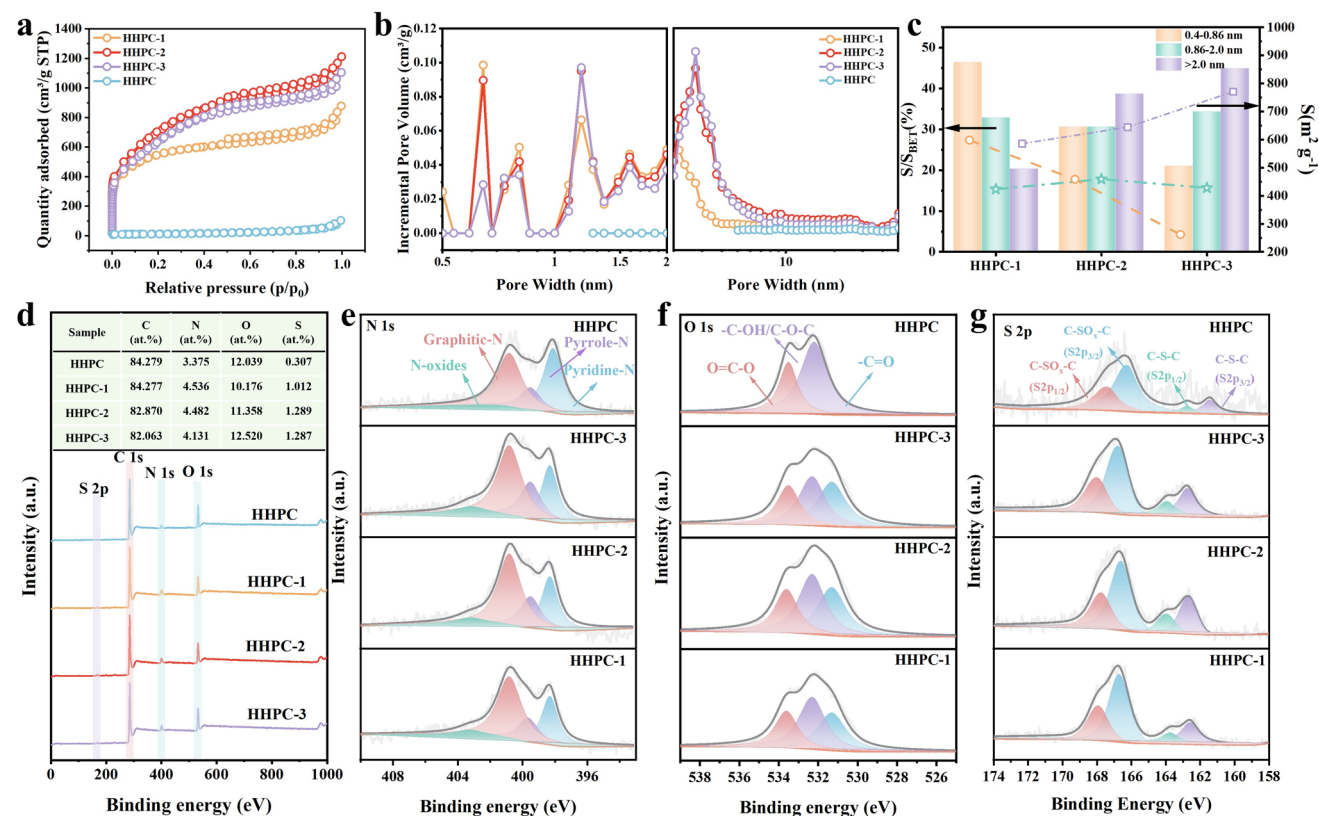 a
HHPC-1
HHPC-2
HHPC-3
HHPC
1400
1200
1000
800
600
400
200
0
Quantity adsorbed (cm³/g STP)
0.0 0.2 0.4 0.6 0.8 1.0
Relative pressure (p/p₀)
b
HHPC-1
HHPC-2
HHPC-3
HHPC
0.12
0.10
0.08
0.06
0.04
0.02
0.00
Incremental Pore Volume (cm³/g)
0.5 1 1.5 2
10
Pore Width (nm)
Pore Width (nm)
c
0.4-0.86 nm
0.86-2.0 nm
>2.0 nm
50
40
30
20
10
0
S/S_BET(%)
1000
900
800
700
600
500
400
300
200
S(m² g⁻¹)
HHPC-1 HHPC-2 HHPC-3
d
Sample C (at.%) N (at.%) O (at.%) S (at.%)
HHPC 84.279 3.375 12.039 0.307
HHPC-1 84.277 4.536 10.176 1.012
HHPC-2 82.870 4.482 11.358 1.289
HHPC-3 82.063 4.131 12.520 1.287
C 1s
N 1s O 1s
S 2p
HHPC
HHPC-1
HHPC-2
HHPC-3
Intensity (a.u.)
0 200 400 600 800 1000
Binding energy (eV)
e
N 1s
HHPC
Graphitic-N
Pyrrole-N
N-oxides
Pyridine-N
HHPC-3
HHPC-2
HHPC-1
Intensity (a.u.)
408 404 400 396
Binding energy (eV)
f
O 1s
HHPC
-C-OH/C-O-C
O=C-O
-C=O
HHPC-3
HHPC-2
HHPC-1
Intensity (a.u.)
538 536 534 532 530 528 526
Binding energy (eV)
g
S 2p
HHPC
C-SOₓ-C
(S2p₃/₂)
C-SOₓ-C
(S2p₁/₂)
C-S-C
(S2p₁/₂)
C-S-C
(S2p₃/₂)
HHPC-3
HHPC-2
HHPC-1
Intensity (a.u.)
174 172 170 168 166 164 162 160 158
Binding Energy (eV)